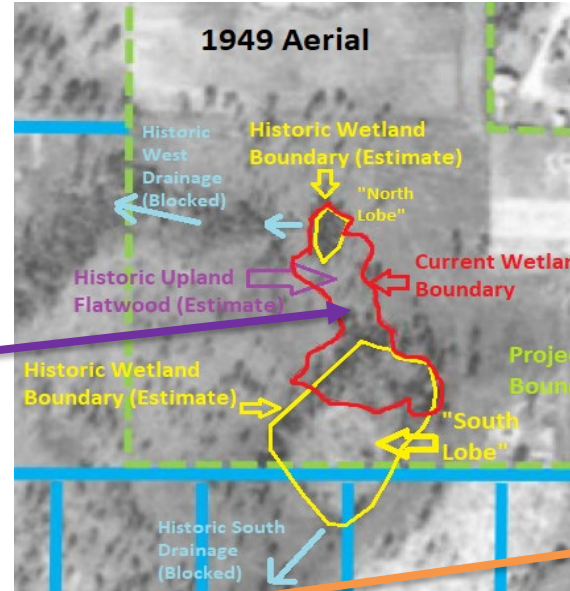 1949 Aerial
Historic
West
Drainage
(Blocked)
Historic Wetland
Boundary (Estimate)
"North
Lobe"
Historic Upland
Flatwood (Estimate)
Current Wetlan
Boundary
Historic Wetland
Boundary (Estimate)
Proje
Boun
"South
Lobe"
Historic South
Drainage
(Blocked)